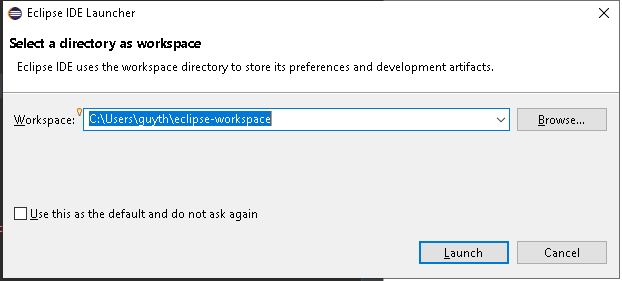 Eclipse IDE Launcher
Select a directory as workspace
Eclipse IDE uses the workspace directory to store its preferences and development artifacts.
Workspace: C:\Users\guyth\eclipse-workspace Browse...
Use this as the default and do not ask again
Launch Cancel